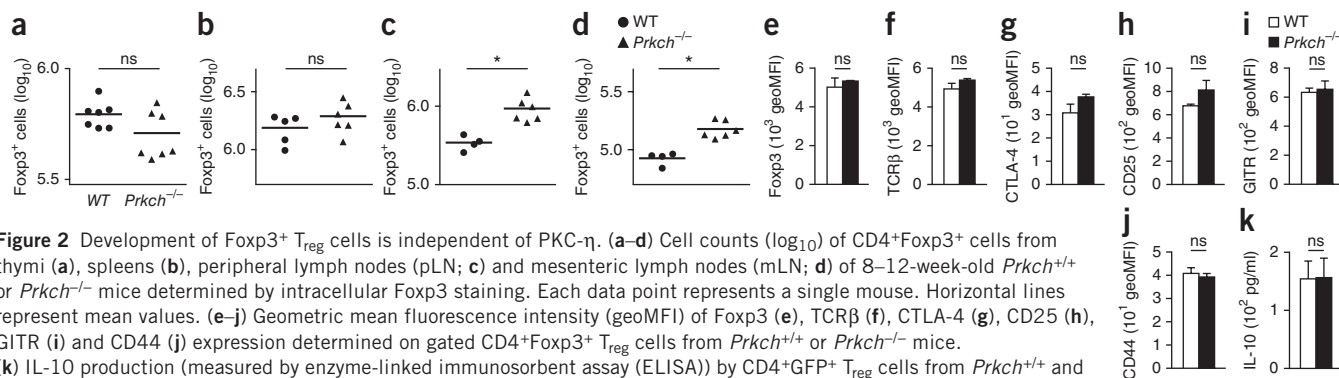 a b c d e f g h i
WT
Prkch–/–
WT
Prkch–/–
ns
ns
*
*
ns
ns
ns
ns
ns
Foxp3+ cells (log10)
6.0
5.5
WT Prkch–/–
Foxp3+ cells (log10)
6.5
6.0
Foxp3+ cells (log10)
6.0
5.0
Foxp3+ cells (log10)
5.5
5.0
Foxp3 (10³ geoMFI)
6
4
2
0
TCRβ (10³ geoMFI)
6
4
2
0
CTLA-4 (10¹ geoMFI)
5
4
3
2
1
0
CD25 (10² geoMFI)
10
8
6
4
2
0
GITR (10² geoMFI)
8
6
4
2
0
j
ns
CD44 (10¹ geoMFI)
5
4
3
2
1
0
k
ns
IL-10 (10² pg/ml)
2
1
0
Figure 2 Development of Foxp3+ Treg cells is independent of PKC-η. (a–d) Cell counts (log10) of CD4+Foxp3+ cells from
thymi (a), spleens (b), peripheral lymph nodes (pLN; c) and mesenteric lymph nodes (mLN; d) of 8–12-week-old Prkch+/+
or Prkch–/– mice determined by intracellular Foxp3 staining. Each data point represents a single mouse. Horizontal lines
represent mean values. (e–j) Geometric mean fluorescence intensity (geoMFI) of Foxp3 (e), TCRβ (f), CTLA-4 (g), CD25 (h),
GITR (i) and CD44 (j) expression determined on gated CD4+Foxp3+ Treg cells from Prkch+/+ or Prkch–/– mice.
(k) IL-10 production (measured by enzyme-linked immunosorbent assay (ELISA)) by CD4+GFP+ Treg cells from Prkch+/+ and